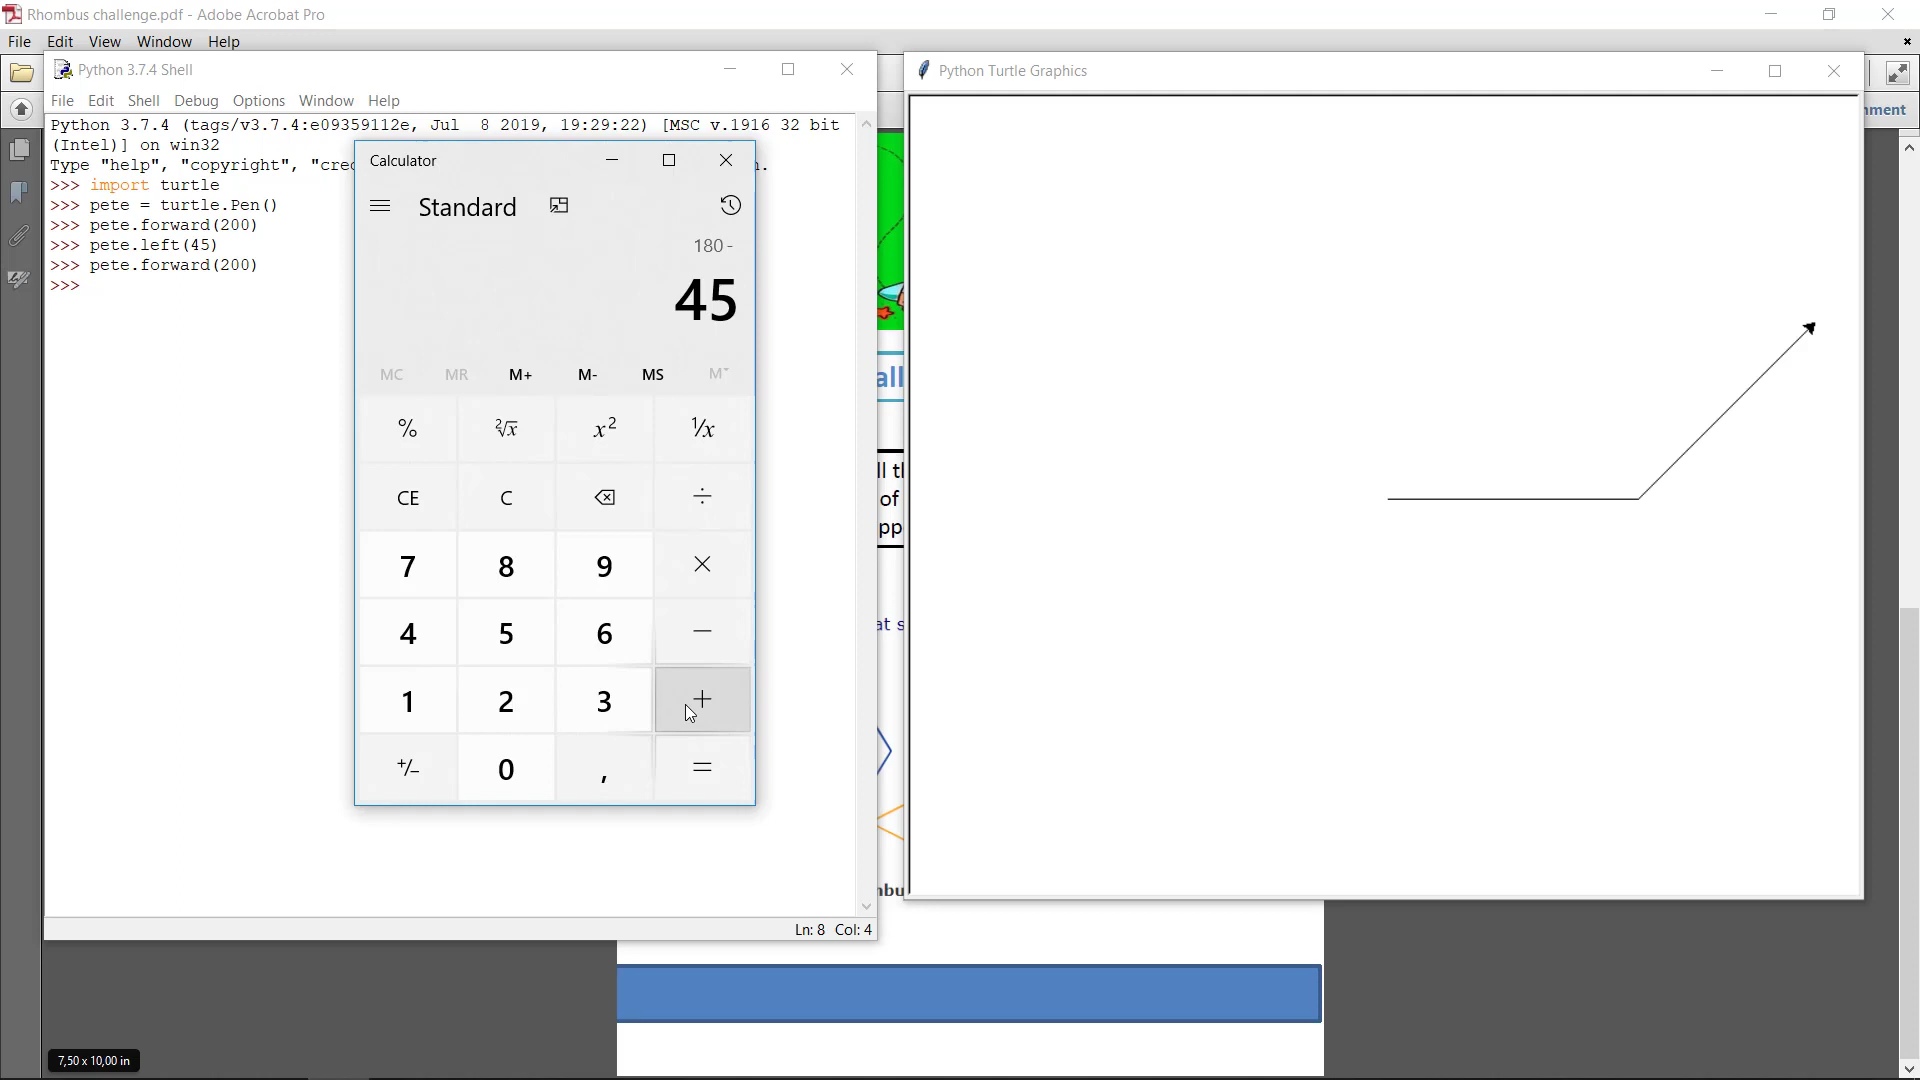 Rhombus challenge.pdf - Adobe Acrobat Pro
File Edit View Window Help
Python 3.7.4 Shell
File Edit Shell Debug Options Window Help
Python 3.7.4 (tags/v3.7.4:e09359112e, Jul 8 2019, 19:29:22) [MSC v.1916 32 bit
(Intel)] on win32
Type "help", "copyright", "crec
>>> import turtle
>>> pete = turtle.Pen()
>>> pete.forward(200)
>>> pete.left(45)
>>> pete.forward(200)
>>>
Ln: 8 Col: 4
Calculator
Standard
180 -
45
MC MR M+ M- MS M˅
% ²√x x² ¹/x
CE C ÷
7 8 9 ×
4 5 6 −
1 2 3 +
+/− 0 , =
Python Turtle Graphics
ment
all
ll t
of
pp
at s
nbu
7,50 x 10,00 in